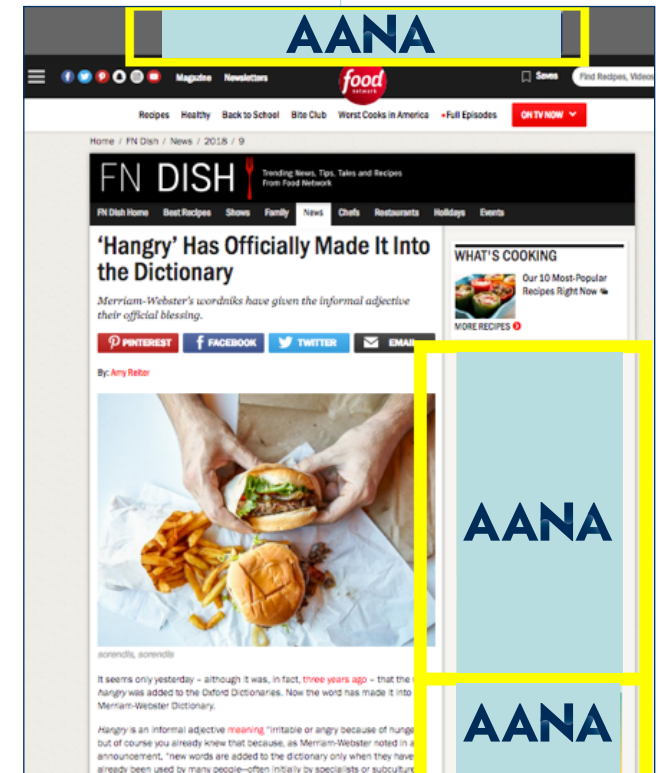 AANA
Magazine Newsletters food network Saves Find Recipes, Videos
Recipes Healthy Back to School Bite Club Worst Cooks in America •Full Episodes ON TV NOW
Home / FN Dish / News / 2018 / 9
FN DISH Trending News, Tips, Tales and Recipes
From Food Network
FN Dish Home Best Recipes Shows Family News Chefs Restaurants Holidays Events
‘Hangry’ Has Officially Made It Into
the Dictionary
Merriam-Webster's wordniks have given the informal adjective
their official blessing.
PINTEREST FACEBOOK TWITTER EMAIL
By: Amy Reiter
WHAT'S COOKING
Our 10 Most-Popular
Recipes Right Now
MORE RECIPES
AANA
sorendls, sorendls
It seems only yesterday – although it was, in fact, three years ago – that the
hangry was added to the Oxford Dictionaries. Now the word has made it into
Merriam-Webster Dictionary.
Hangry is an informal adjective meaning "irritable or angry because of hunge
but of course you already knew that because, as Merriam-Webster noted in a
announcement, "new words are added to the dictionary only when they have
already been used by many people—often initially by specialists or subculture
AANA